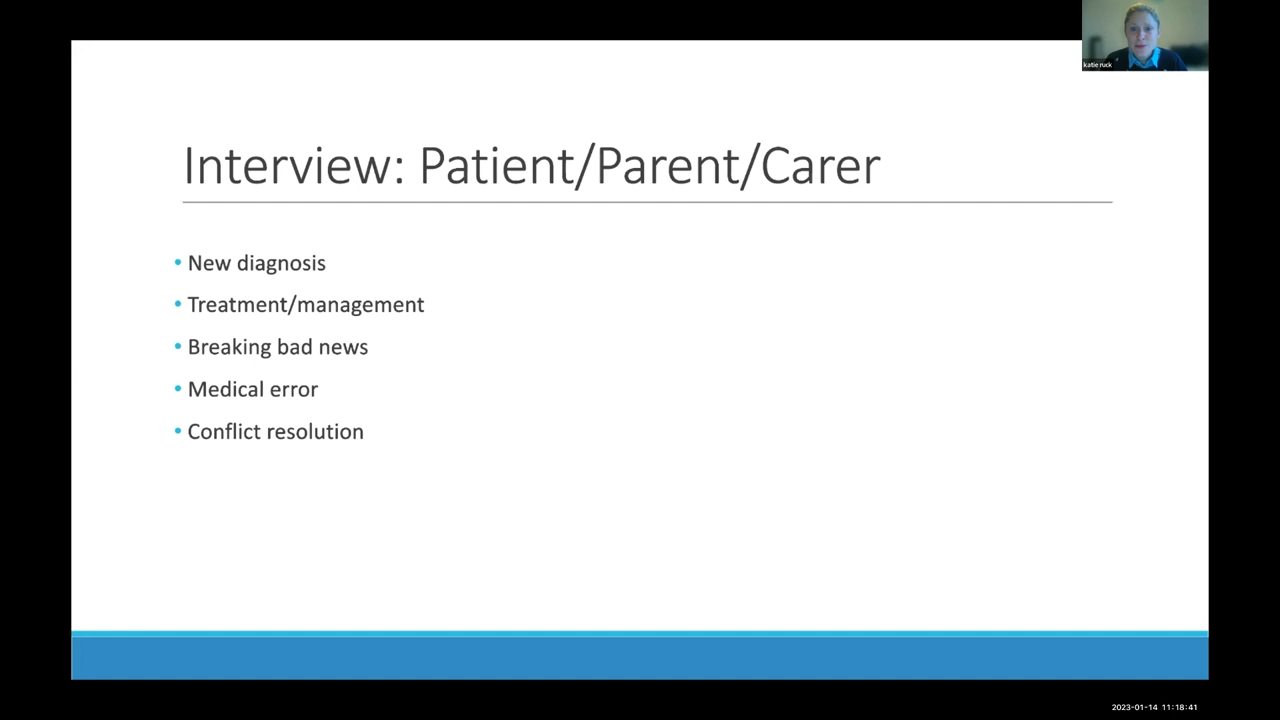 katie ruck
Interview: Patient/Parent/Carer
• New diagnosis
• Treatment/management
• Breaking bad news
• Medical error
• Conflict resolution
2023-01-14 11:18:41